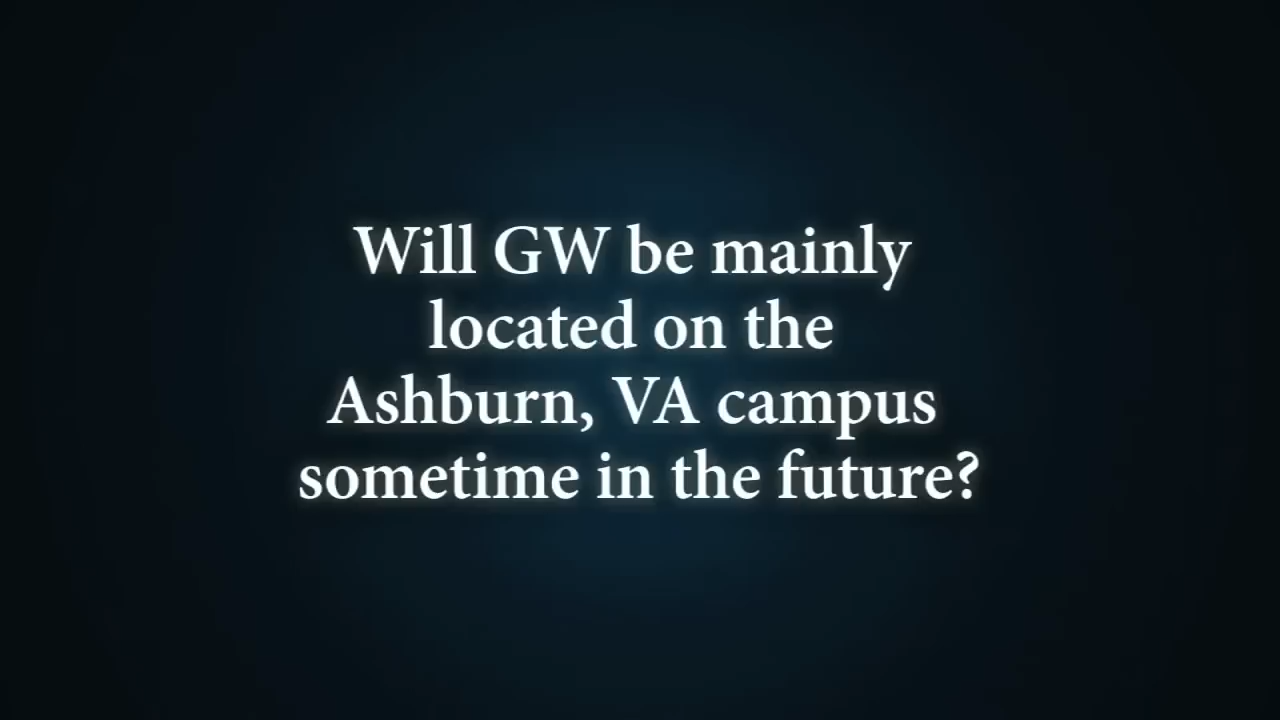 Will GW be mainly
located on the
Ashburn, VA campus
sometime in the future?